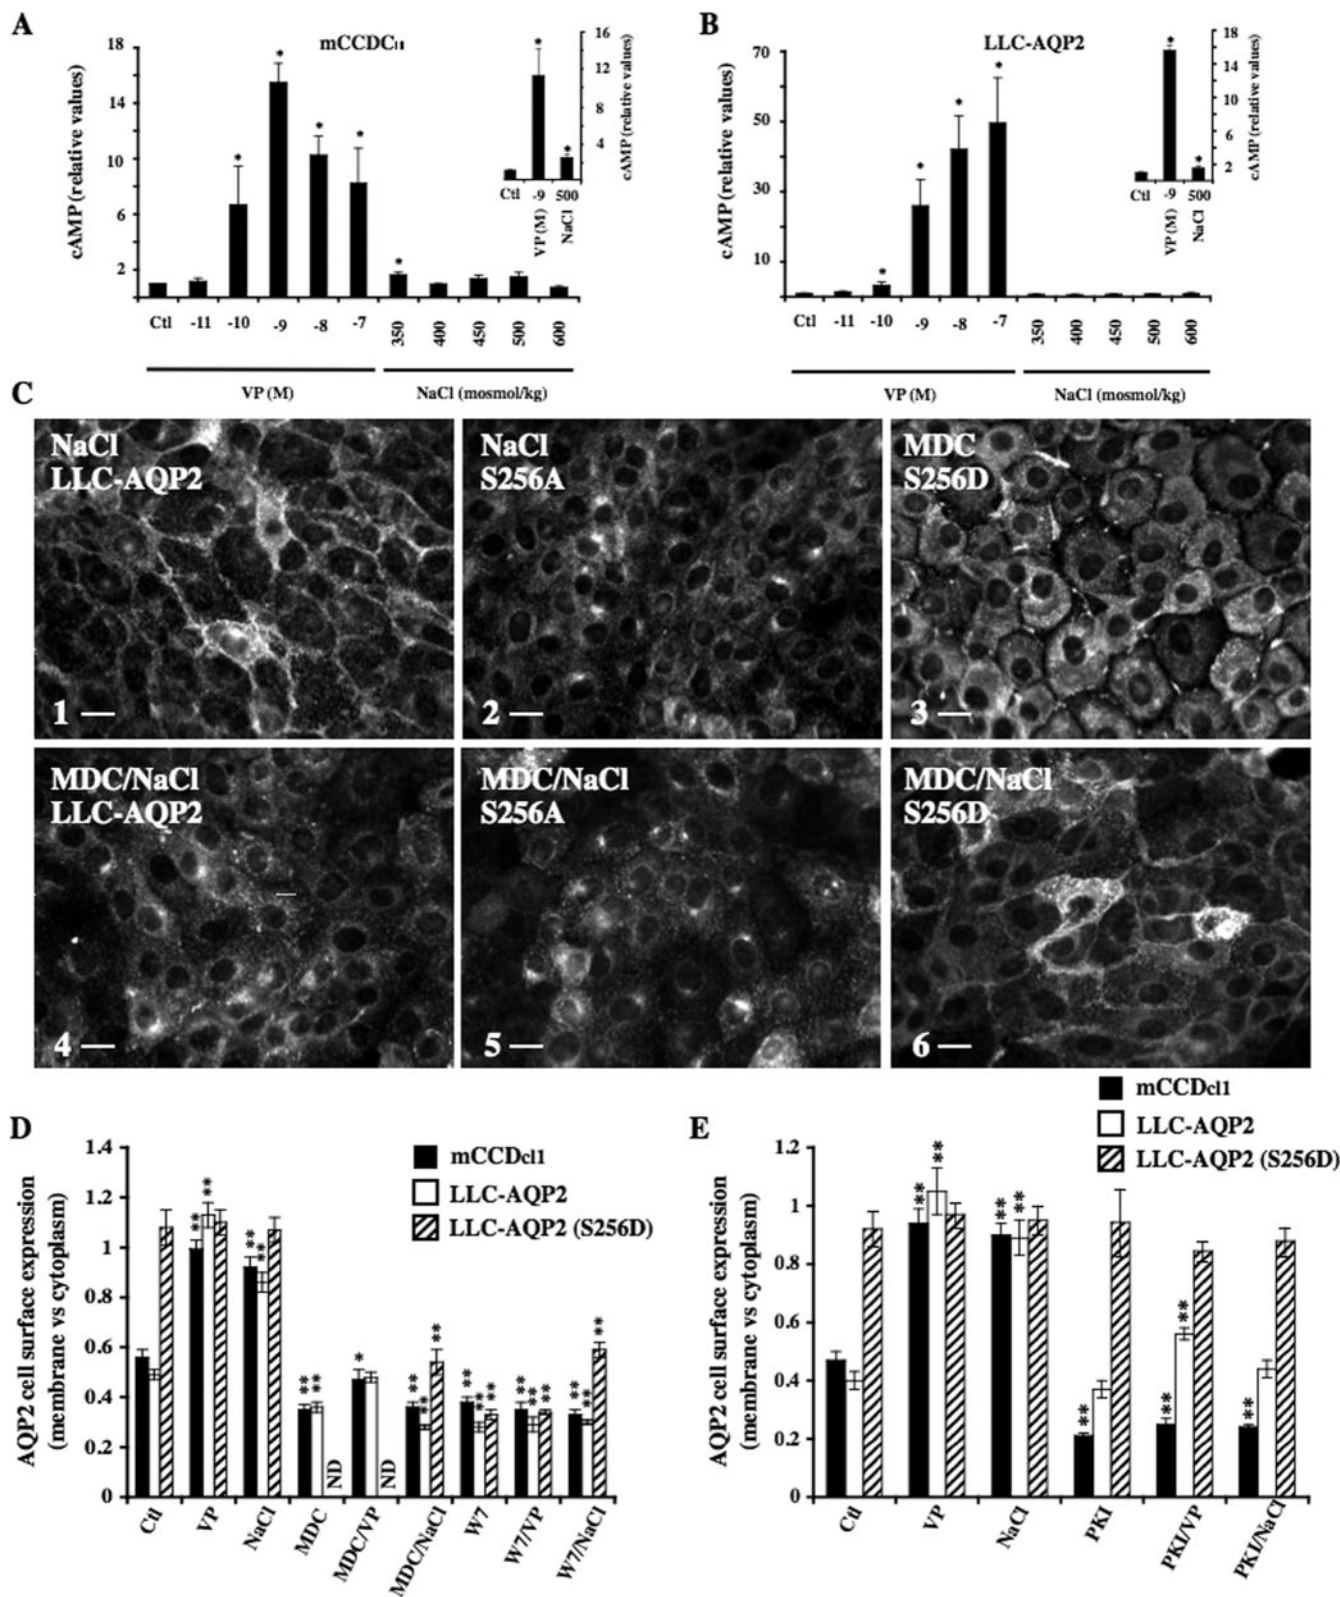 A
mCCDC11
cAMP (relative values)
18
14
10
6
2
Ctl
-11
-10
-9
-8
-7
350
400
450
500
600
VP (M)
NaCl (mosmol/kg)
*
*
*
*
*
16
12
8
4
cAMP (relative values)
Ctl
-9
500
VP (M)
NaCl
*
*
B
LLC-AQP2
cAMP (relative values)
70
50
30
10
Ctl
-11
-10
-9
-8
-7
350
400
450
500
600
VP (M)
NaCl (mosmol/kg)
*
*
*
*
18
14
10
6
2
cAMP (relative values)
Ctl
-9
500
VP (M)
NaCl
*
*
C
NaCl
LLC-AQP2
1
NaCl
S256A
2
MDC
S256D
3
MDC/NaCl
LLC-AQP2
4
MDC/NaCl
S256A
5
MDC/NaCl
S256D
6
D
AQP2 cell surface expression
(membrane vs cytoplasm)
1.4
1.2
1
0.8
0.6
0.4
0.2
0
mCCDcl1
LLC-AQP2
LLC-AQP2 (S256D)
**
**
**
**
**
**
ND
*
ND
**
**
**
**
**
**
**
**
**
**
**
**
Ctl
VP
NaCl
MDC
MDC/VP
MDC/NaCl
W7
W7/VP
W7/NaCl
E
mCCDcl1
LLC-AQP2
LLC-AQP2 (S256D)
AQP2 cell surface expression
(membrane vs cytoplasm)
1.2
1
0.8
0.6
0.4
0.2
0
**
**
**
**
**
**
**
**
Ctl
VP
NaCl
PKI
PKI/VP
PKI/NaCl